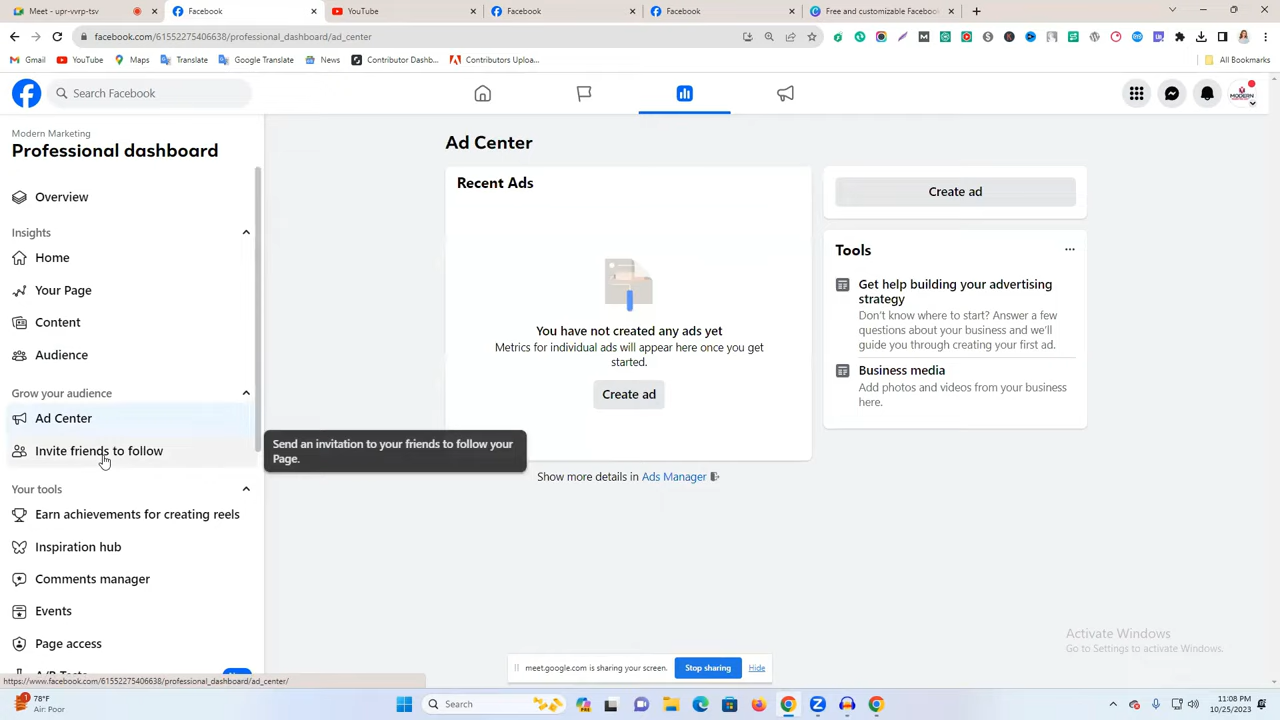 Meet - upr-vvrp-tsv
Facebook
YouTube
Facebook
Facebook
Free and customizable Facebook
facebook.com/61552275406638/professional_dashboard/ad_center
Gmail
YouTube
Maps
Translate
Google Translate
News
Contributor Dashb...
Contributors Uploa...
All Bookmarks
Search Facebook
Modern Marketing
Professional dashboard
Overview
Insights
Home
Your Page
Content
Audience
Grow your audience
Ad Center
Invite friends to follow
Your tools
Earn achievements for creating reels
Inspiration hub
Comments manager
Events
Page access
Send an invitation to your friends to follow your
Page.
Ad Center
Recent Ads
You have not created any ads yet
Metrics for individual ads will appear here once you get
started.
Create ad
Show more details in Ads Manager
Create ad
Tools
Get help building your advertising
strategy
Don't know where to start? Answer a few
questions about your business and we'll
guide you through creating your first ad.
Business media
Add photos and videos from your business
here.
Activate Windows
Go to Settings to activate Windows.
meet.google.com is sharing your screen.
Stop sharing
Hide
https://www.facebook.com/61552275406638/professional_dashboard/ad_center/
78°F
Air: Poor
Search
11:08 PM
10/25/2023